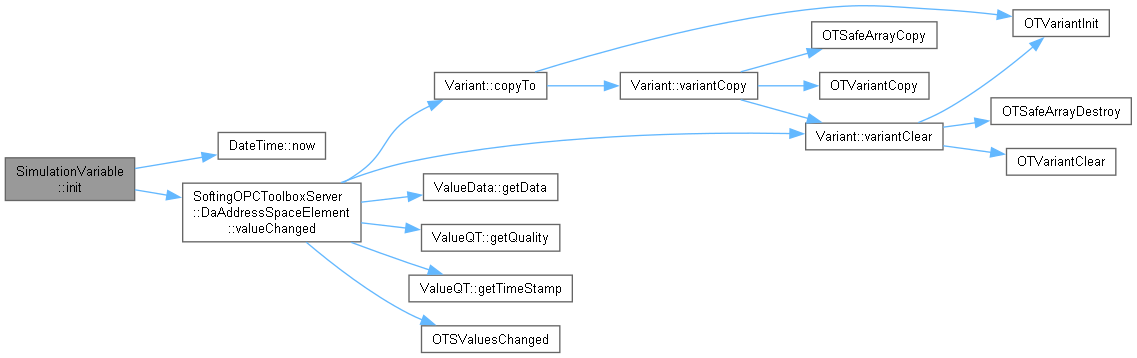 SimulationVariable
::init
DateTime::now
SoftingOPCToolboxServer
::DaAddressSpaceElement
::valueChanged
Variant::copyTo
ValueData::getData
ValueQT::getQuality
ValueQT::getTimeStamp
OTSValuesChanged
Variant::variantCopy
OTSafeArrayCopy
OTVariantCopy
Variant::variantClear
OTVariantInit
OTSafeArrayDestroy
OTVariantClear